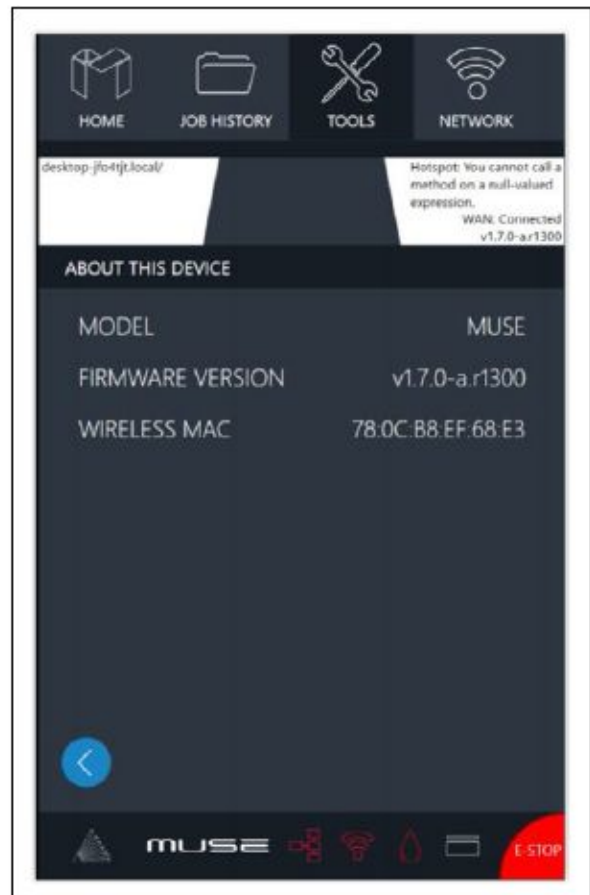 HOME JOB HISTORY TOOLS NETWORK
desktop-jfo4tjt.local/
Hotspot: You cannot call a
method on a null-valued
expression.
WAN: Connected
v1.7.0-a.r1300
ABOUT THIS DEVICE
MODEL MUSE
FIRMWARE VERSION v1.7.0-a.r1300
WIRELESS MAC 78:0C:B8:EF:68:E3
MUSE
E-STOP